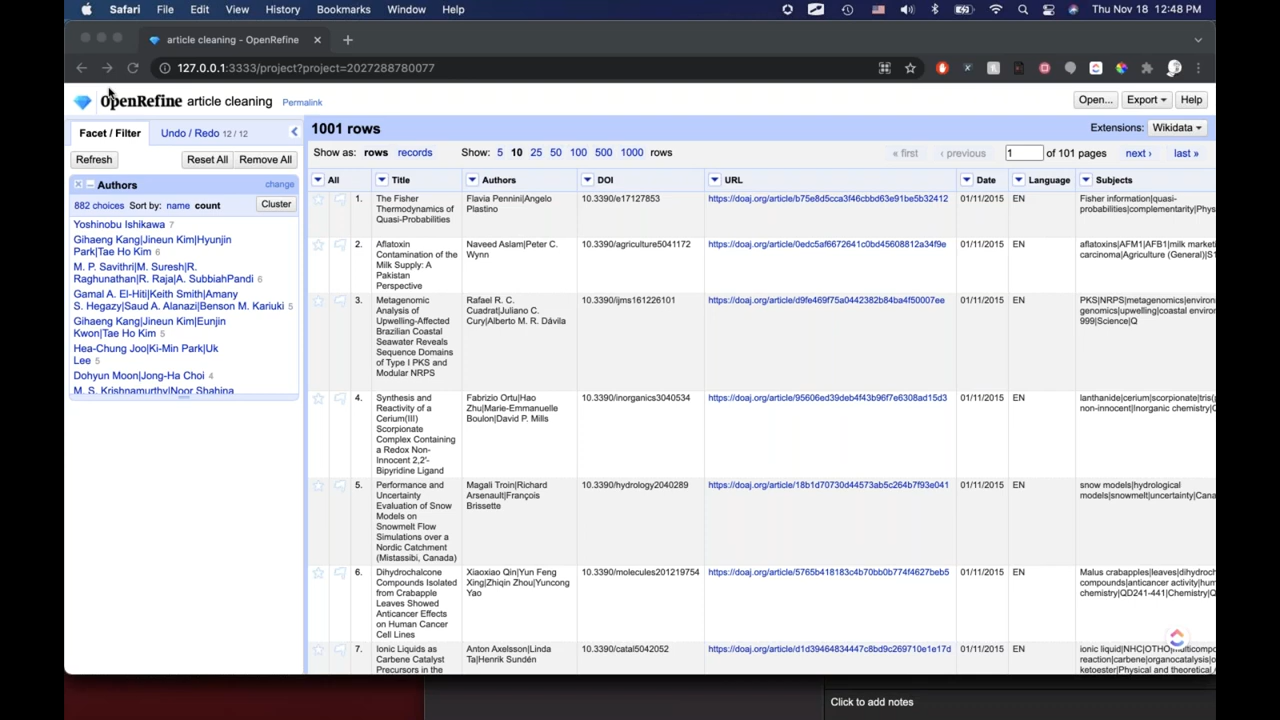 Safari File Edit View History Bookmarks Window Help Thu Nov 18 12:48 PM
article cleaning - OpenRefine
127.0.0.1:3333/project?project=2027288780077
OpenRefine article cleaning Permalink Open... Export Help
Facet / Filter Undo / Redo 12 / 12
1001 rows Extensions: Wikidata
Refresh Reset All Remove All
Show as: rows records Show: 5 10 25 50 100 500 1000 rows « first ‹ previous 1 of 101 pages next › last »
Authors change
882 choices Sort by: name count Cluster
Yoshinobu Ishikawa 7
Gihaeng Kang|Jineun Kim|Hyunjin
Park|Tae Ho Kim 6
M. P. Savithri|M. Suresh|R.
Raghunathan|R. Raja|A. SubbiahPandi 6
Gamal A. El-Hiti|Keith Smith|Amany
S. Hegazy|Saud A. Alanazi|Benson M. Kariuki 5
Gihaeng Kang|Jineun Kim|Eunjin
Kwon|Tae Ho Kim 5
Hea-Chung Joo|Ki-Min Park|Uk
Lee 5
Dohyun Moon|Jong-Ha Choi 4
M. S. Krishnamurthy|Noor Shahina
All Title Authors DOI URL Date Language Subjects
1. The Fisher Flavia Pennini|Angelo 10.3390/e17127853 https://doaj.org/article/b75e8d5cca3f46cbbd63e91be5b32412 01/11/2015 EN Fisher information|quasi-
Thermodynamics of Plastino probabilities|complementarity|Phys
Quasi-Probabilities
2. Aflatoxin Naveed Aslam|Peter C. 10.3390/agriculture5041172 https://doaj.org/article/0edc5af6672641c0bd45608812a34f9e 01/11/2015 EN aflatoxins|AFM1|AFB1|milk market
Contamination of Wynn carcinoma|Agriculture (General)|S1
the Milk Supply: A
Pakistan
Perspective
3. Metagenomic Rafael R. C. 10.3390/ijms161226101 https://doaj.org/article/d9fe469f75a0442382b84a4f50007ee 01/11/2015 EN PKS|NRPS|metagenomics|environ
Analysis of Cuadrat|Juliano C. genomics|upwelling|coastal environ
Upwelling-Affected Cury|Alberto M. R. Dávila 999|Science|Q
Brazilian Coastal
Seawater Reveals
Sequence Domains
of Type I PKS and
Modular NRPS
4. Synthesis and Fabrizio Ortu|Hao 10.3390/inorganics3040534 https://doaj.org/article/95606ed39deb4f43b96f7e6308ad15d3 01/11/2015 EN lanthanide|cerium|scorpionate|tris(p
Reactivity of a Zhu|Marie-Emmanuelle non-innocent|Inorganic chemistry|Q
Cerium(III) Boulon|David P. Mills
Scorpionate
Complex Containing
a Redox Non-
Innocent 2,2'-
Bipyridine Ligand
5. Performance and Magali Troin|Richard 10.3390/hydrology2040289 https://doaj.org/article/18b1d70730d44573ab5c264b7f93e041 01/11/2015 EN snow models|hydrological
Uncertainty Arsenault|François models|snowmelt|uncertainty|Cana
Evaluation of Snow Brissette
Models on
Snowmelt Flow
Simulations over a
Nordic Catchment
(Mistassibi, Canada)
6. Dihydrochalcone Xiaoxiao Qin|Yun Feng 10.3390/molecules201219754 https://doaj.org/article/5765b418183c4b70bb0b774f4627beb5 01/11/2015 EN Malus crabapples|leaves|dihydroch
Compounds Isolated Xing|Zhiqin Zhou|Yuncong compounds|anticancer activity|hum
from Crabapple Yao chemistry|QD241-441|Chemistry|Q
Leaves Showed
Anticancer Effects
on Human Cancer
Cell Lines
7. Ionic Liquids as Anton Axelsson|Linda 10.3390/catal5042052 https://doaj.org/article/d1d39464834447c8bd9c269710e1e17d 01/11/2015 EN ionic liquid|NHC|OTHO|multicompo
Carbene Catalyst Ta|Henrik Sundén reaction|carbene|organocatalysis|o
Precursors in the ketoester|Physical and theoretical
Click to add notes